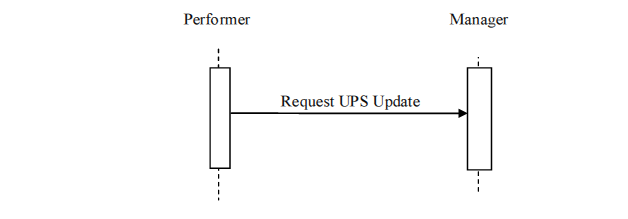 Performer
Manager
Request UPS Update